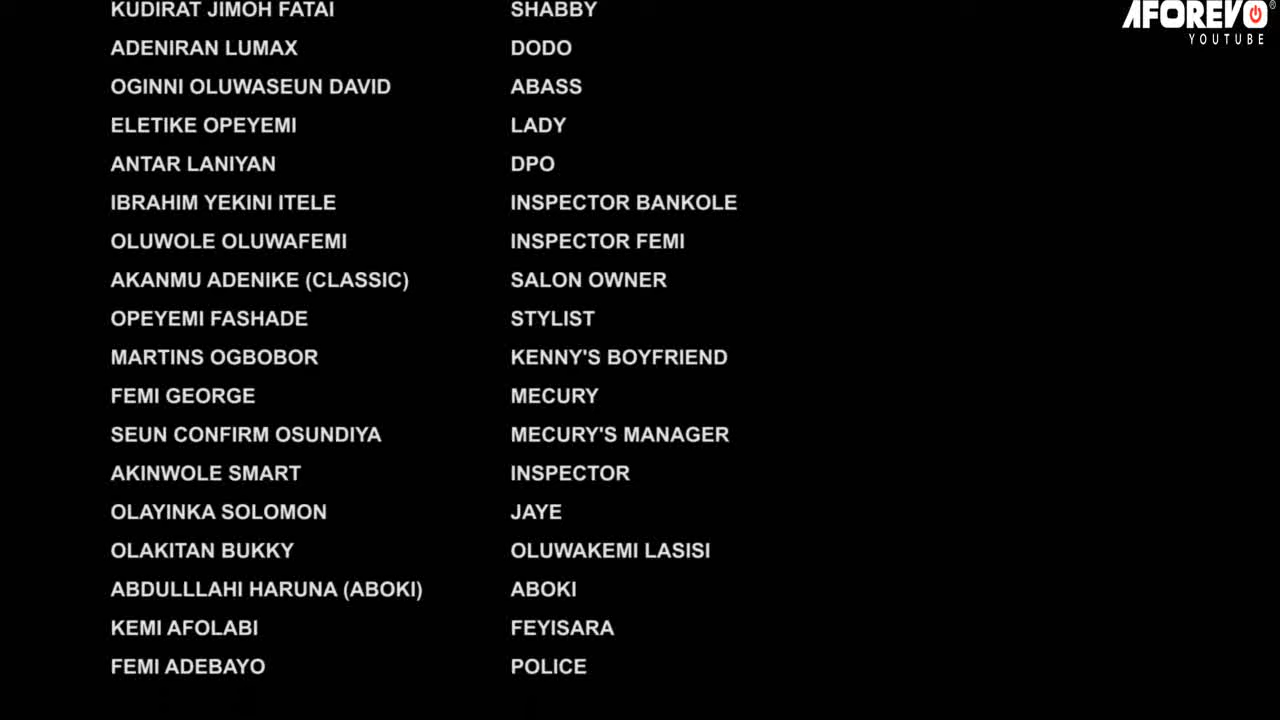 KUDIRAT JIMOH FATAI SHABBY
ADENIRAN LUMAX DODO
OGINNI OLUWASEUN DAVID ABASS
ELETIKE OPEYEMI LADY
ANTAR LANIYAN DPO
IBRAHIM YEKINI ITELE INSPECTOR BANKOLE
OLUWOLE OLUWAFEMI INSPECTOR FEMI
AKANMU ADENIKE (CLASSIC) SALON OWNER
OPEYEMI FASHADE STYLIST
MARTINS OGBOBOR KENNY'S BOYFRIEND
FEMI GEORGE MECURY
SEUN CONFIRM OSUNDIYA MECURY'S MANAGER
AKINWOLE SMART INSPECTOR
OLAYINKA SOLOMON JAYE
OLAKITAN BUKKY OLUWAKEMI LASISI
ABDULLLAHI HARUNA (ABOKI) ABOKI
KEMI AFOLABI FEYISARA
FEMI ADEBAYO POLICE
AFOREVO®
YOUTUBE